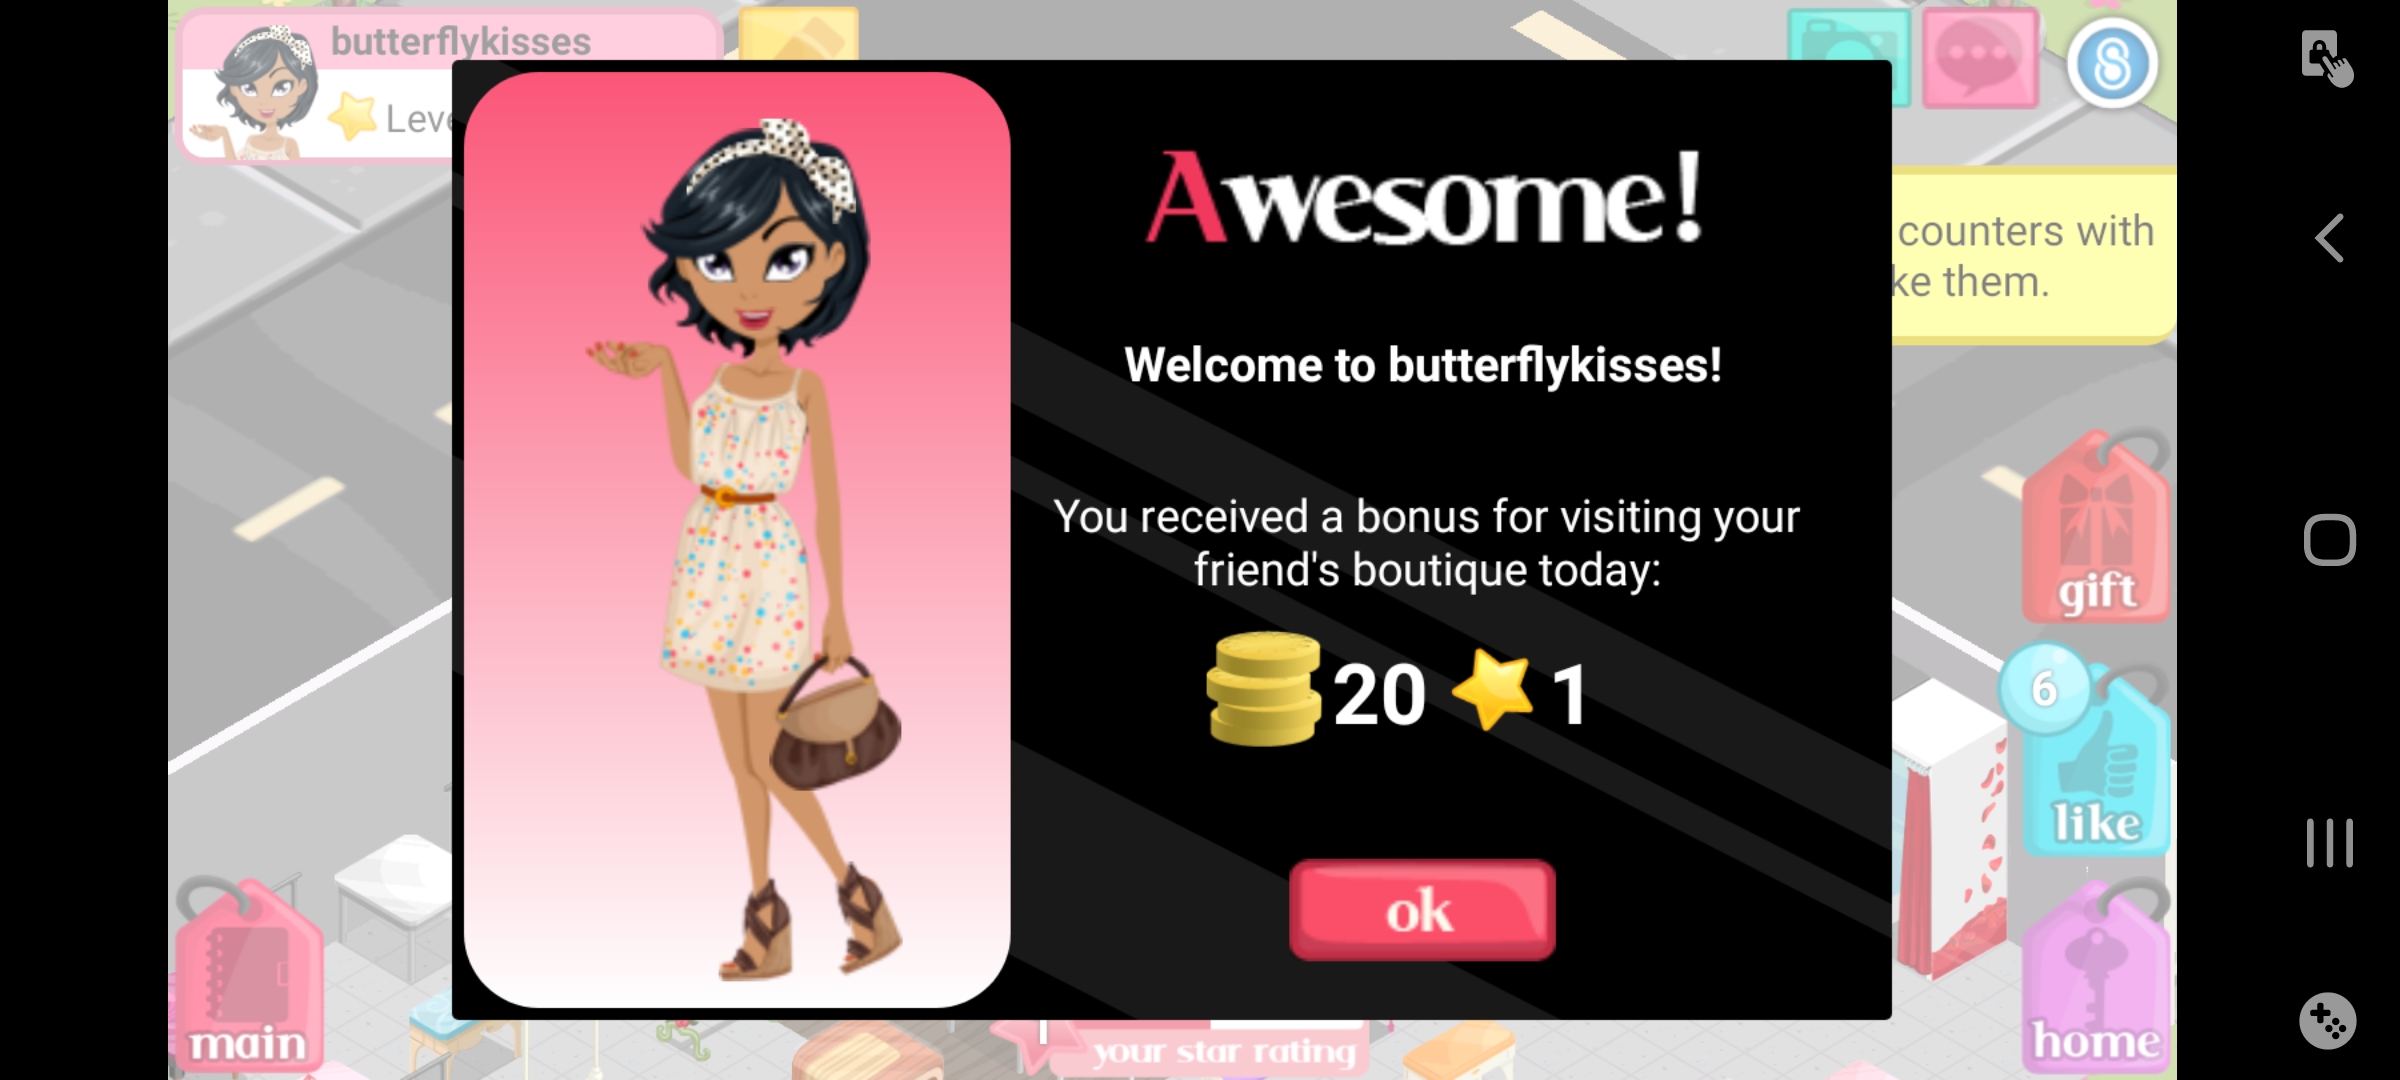 butterflykisses
Leve
Awesome!
counters with
ke them.
Welcome to butterflykisses!
You received a bonus for visiting your
friend's boutique today:
20 1
gift
6
like
ok
main
your star rating
home